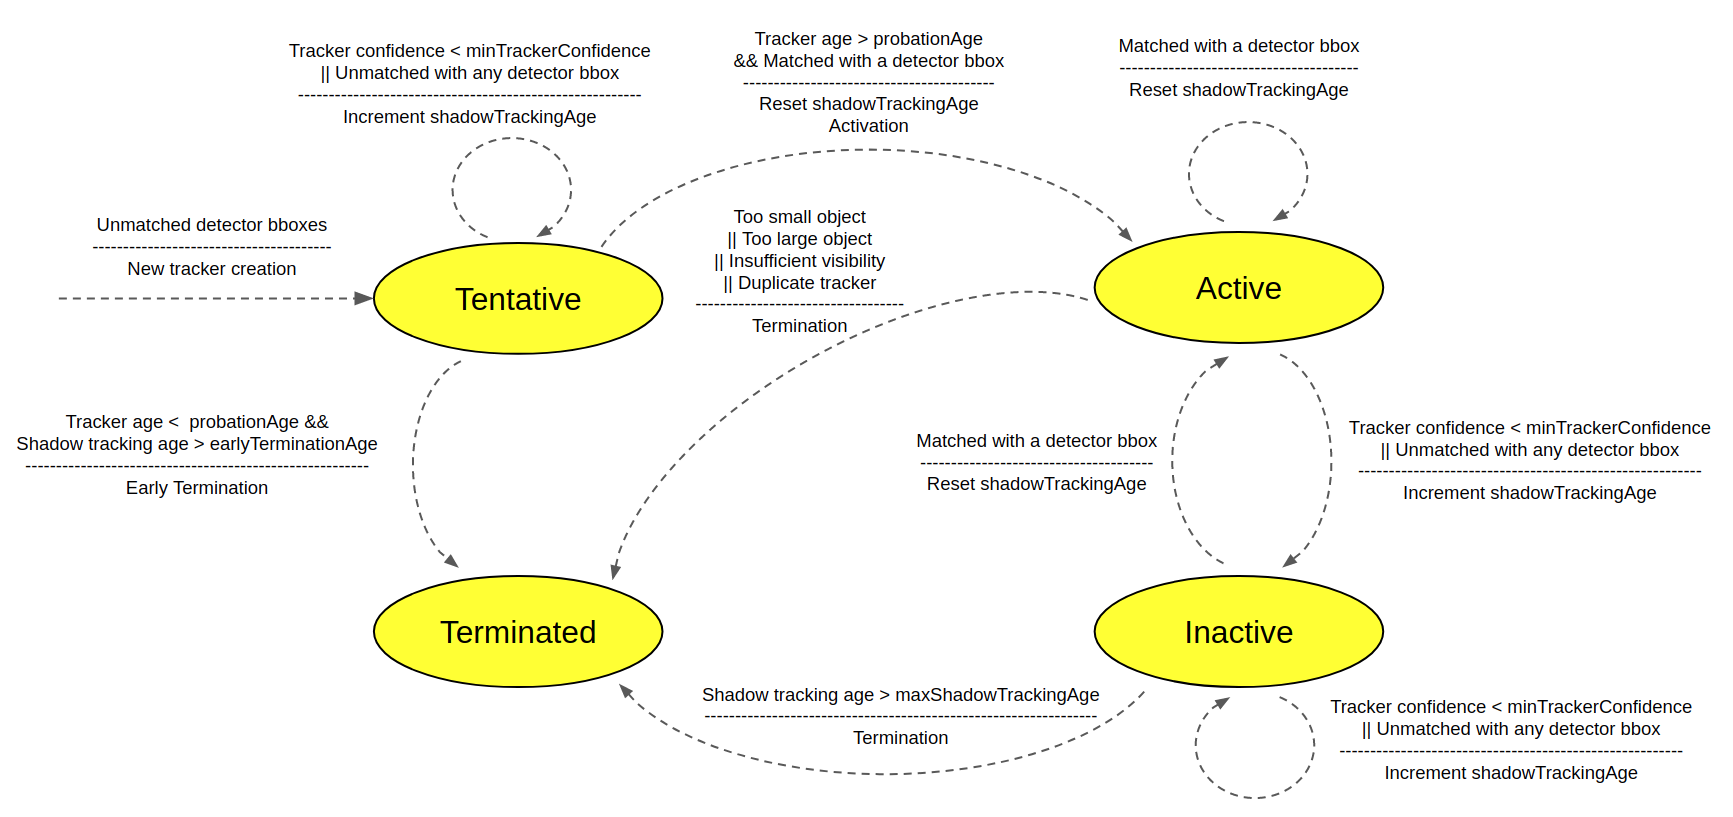 Tracker confidence < minTrackerConfidence
|| Unmatched with any detector bbox
--------------------------------------------------------
Increment shadowTrackingAge
Tracker age > probationAge
&& Matched with a detector bbox
-----------------------------------------
Reset shadowTrackingAge
Activation
Matched with a detector bbox
---------------------------------------
Reset shadowTrackingAge
Unmatched detector bboxes
---------------------------------------
New tracker creation
Too small object
|| Too large object
|| Insufficient visibility
|| Duplicate tracker
----------------------------------
Termination
Tentative
Active
Tracker age <  probationAge &&
Shadow tracking age > earlyTerminationAge
--------------------------------------------------------
Early Termination
Matched with a detector bbox
--------------------------------------
Reset shadowTrackingAge
Tracker confidence < minTrackerConfidence
|| Unmatched with any detector bbox
--------------------------------------------------------
Increment shadowTrackingAge
Terminated
Inactive
Shadow tracking age > maxShadowTrackingAge
----------------------------------------------------------------
Termination
Tracker confidence < minTrackerConfidence
|| Unmatched with any detector bbox
--------------------------------------------------------
Increment shadowTrackingAge